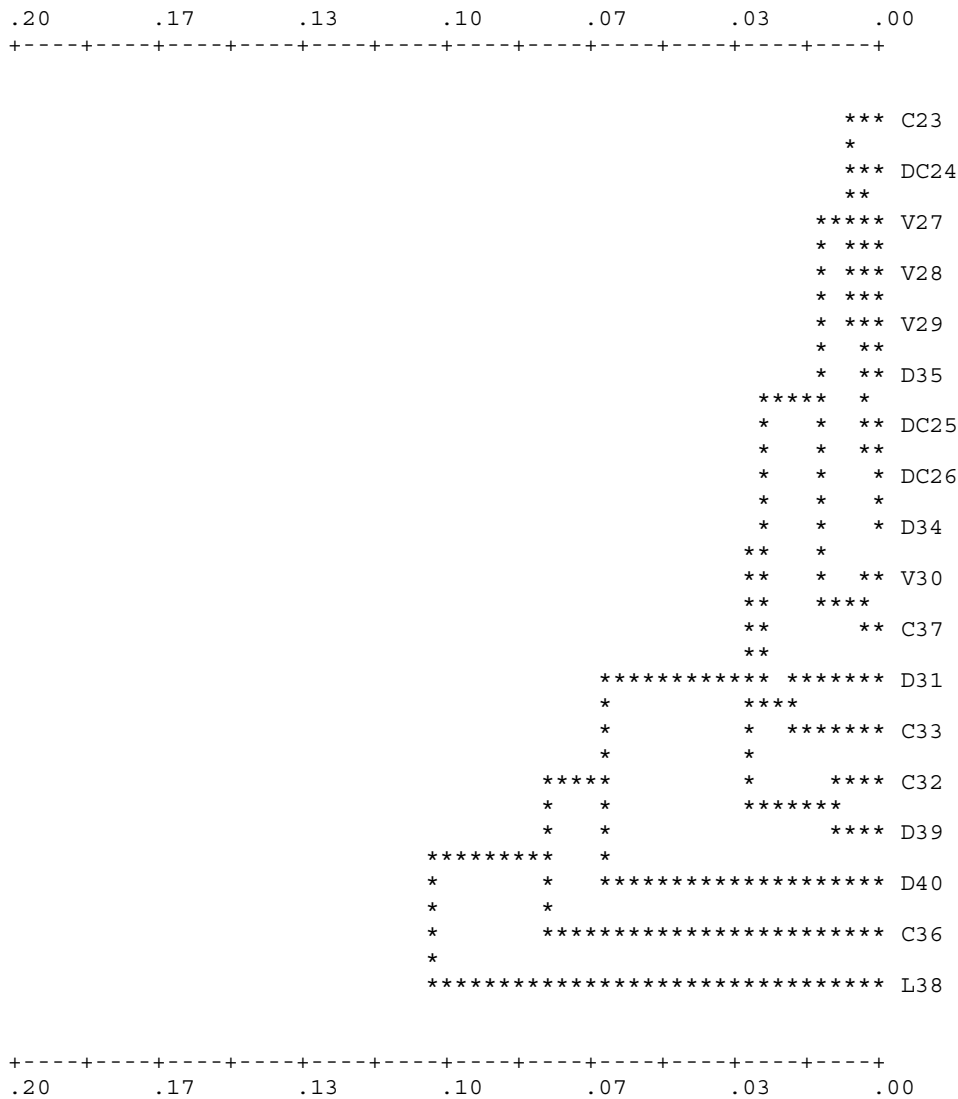 .20 .17 .13 .10 .07 .03 .00
+----+----+----+----+----+----+----+----+----+----+----+----+
*** C23
*
*** DC24
**
***** V27
* ***
* *** V28
* ***
* *** V29
* **
* ** D35
***** *
* * ** DC25
* * **
* * * DC26
* * *
* * * D34
** *
** * ** V30
** ****
** ** C37
**
************ ******* D31
* ****
* * ******* C33
* *
***** * **** C32
* * *******
* * **** D39
********* *
* * ******************** D40
* *
* ************************ C36
*
******************************** L38
+----+----+----+----+----+----+----+----+----+----+----+----+
.20 .17 .13 .10 .07 .03 .00